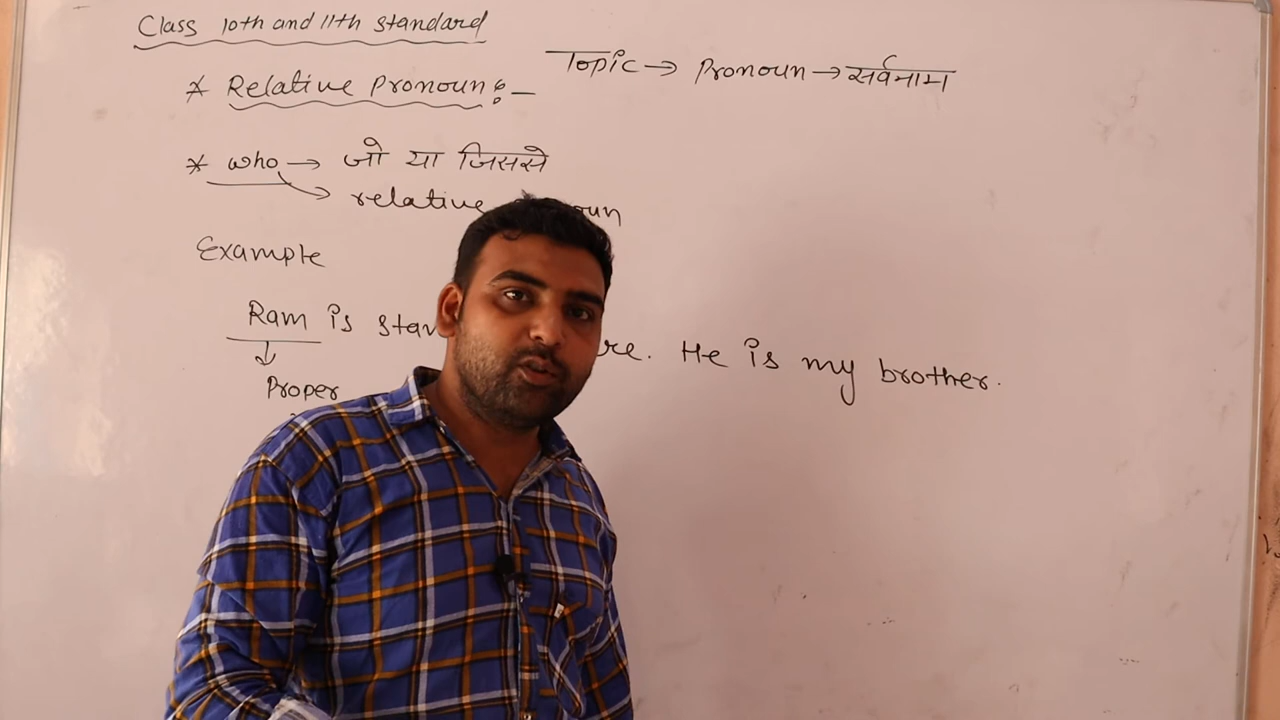 Class 10th and 11th standard
Topic → Pronoun → सर्वनाम
* Relative Pronoun :-
* who → जो या जिससे
→ relative
Example
Ram is He is my brother.
↓
Proper